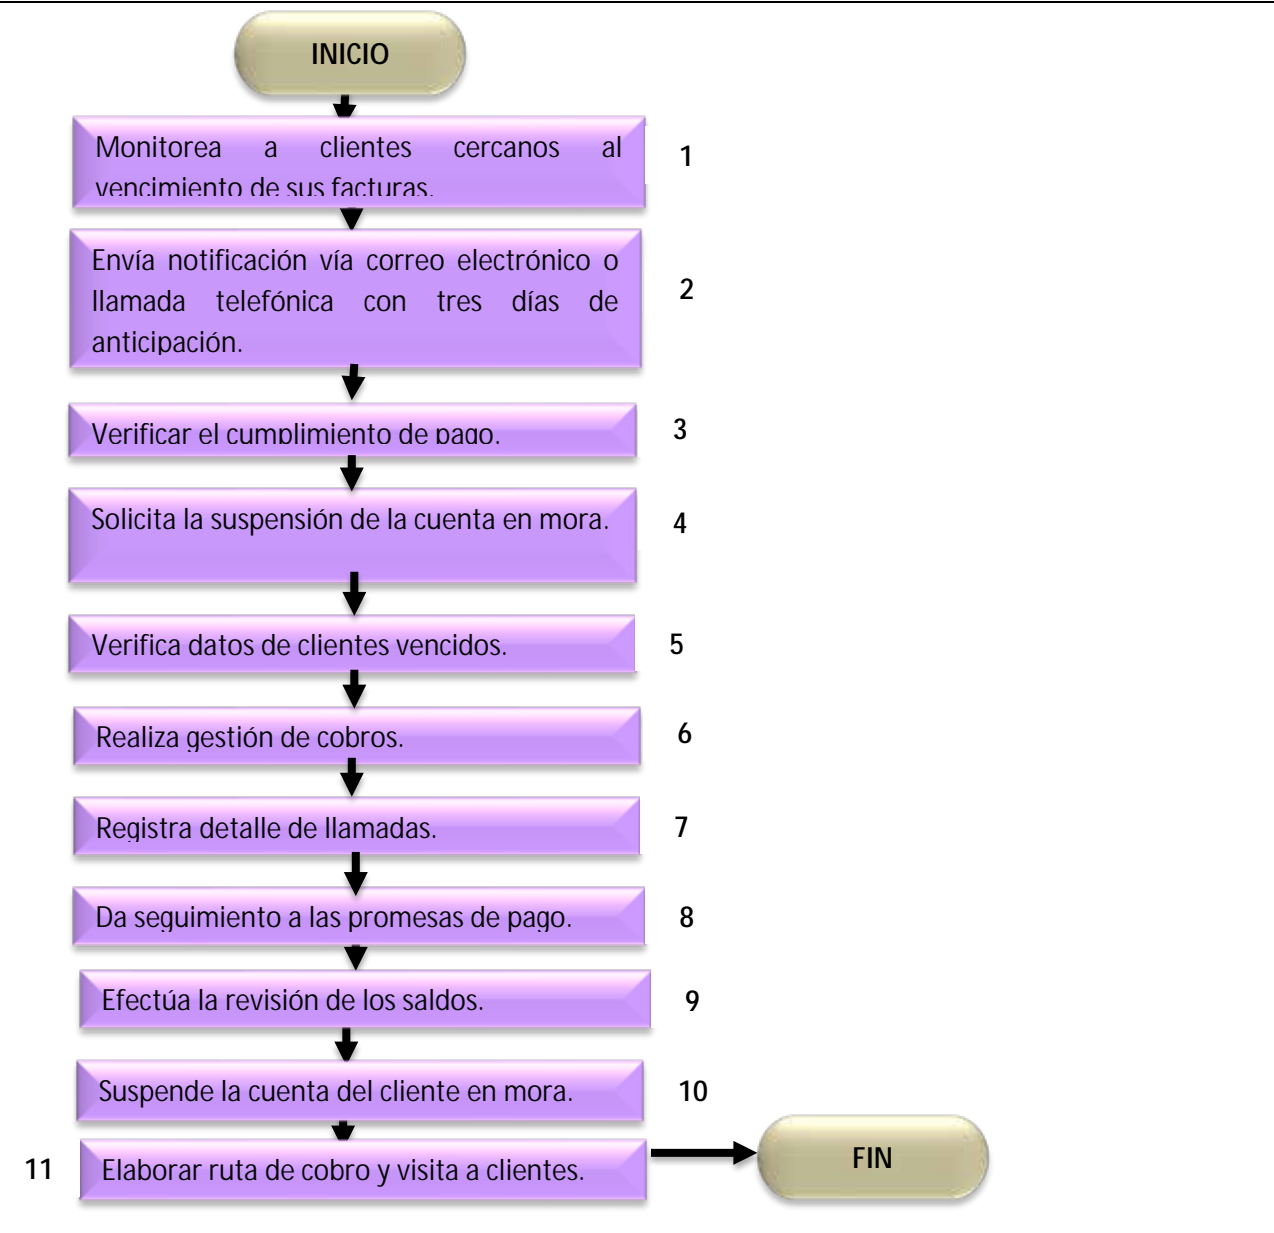 INICIO
Monitorea a clientes cercanos al
vencimiento de sus facturas.
1
Envía notificación vía correo electrónico o
llamada telefónica con tres días de
anticipación.
2
Verificar el cumplimiento de pago.
3
Solicita la suspensión de la cuenta en mora.
4
Verifica datos de clientes vencidos.
5
Realiza gestión de cobros.
6
Registra detalle de llamadas.
7
Da seguimiento a las promesas de pago.
8
Efectúa la revisión de los saldos.
9
Suspende la cuenta del cliente en mora.
10
11
Elaborar ruta de cobro y visita a clientes.
FIN